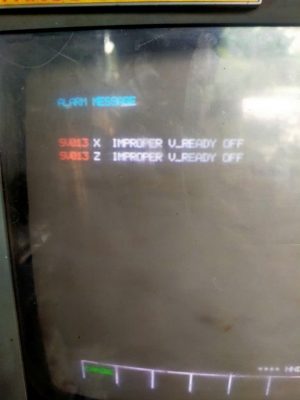 ALARM MESSAGE
SV013 X IMPROPER V_READY OFF
SV013 Z IMPROPER V_READY OFF